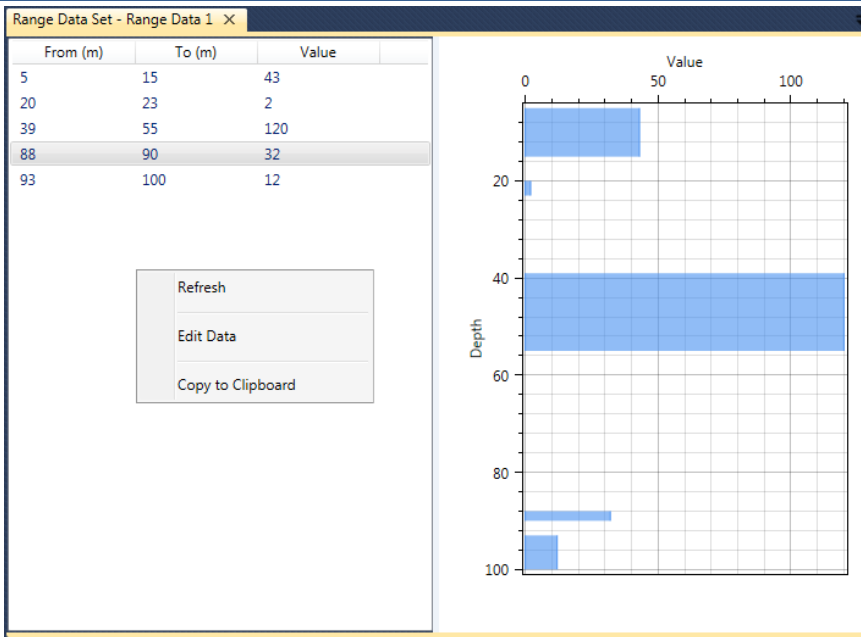 Range Data Set - Range Data 1 X
From (m) To (m) Value
5 15 43
20 23 2
39 55 120
88 90 32
93 100 12
Refresh
Edit Data
Copy to Clipboard
Value
0 50 100
Depth
20
40
60
80
100